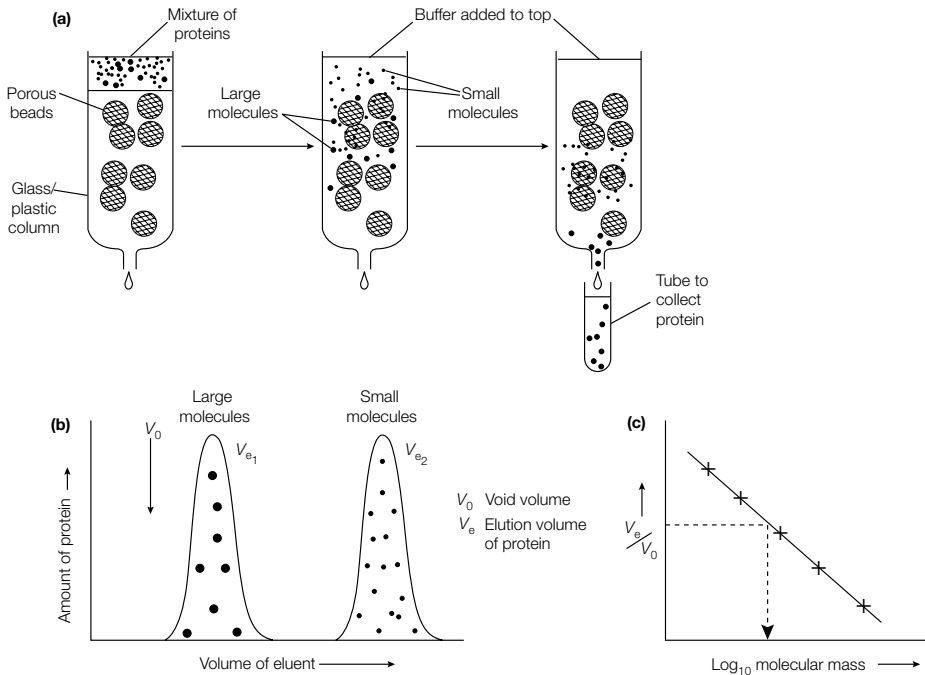 (a)
Mixture of
proteins
Buffer added to top
Porous
beads
Large
molecules
Small
molecules
Glass/
plastic
column
Tube to
collect
protein
(b)
Large
molecules
Small
molecules
V0
Ve1
Ve2
V0 Void volume
Ve Elution volume
of protein
Amount of protein
Volume of eluent
(c)
Ve/V0
Log10 molecular mass